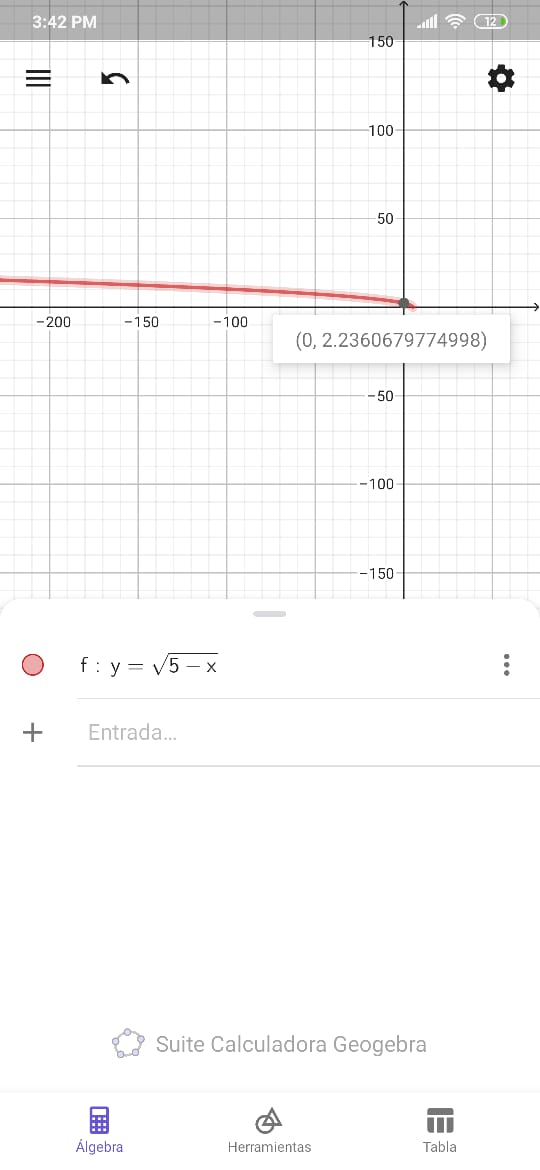 3:42 PM 12
150
100
50
−200 −150 −100
(0, 2.2360679774998)
−50
−100
−150
f : y = √5 − x
Entrada...
Suite Calculadora Geogebra
Álgebra Herramientas Tabla